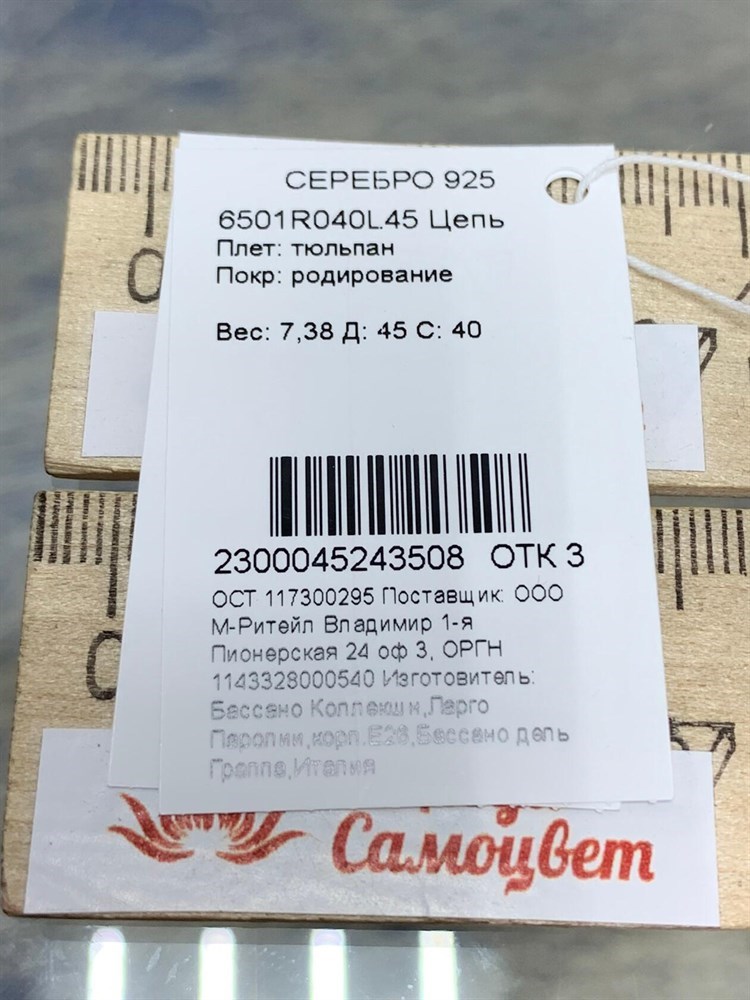 СЕРЕБРО 925
6501R040L45 Цепь
Плет: тюльпан
Покр: родирование
Вес: 7,38 Д: 45 С: 40
2300045243508 ОТК 3
ОСТ 117300295 Поставщик: ООО
М-Ритейл Владимир 1-я
Пионерская 24 оф 3, ОРГН
1143328000540 Изготовитель:
Бассано Коллекшн,Ларго
Паролии,корп.Е28,Бассано дель
Граппа,Италия
Самоцвет